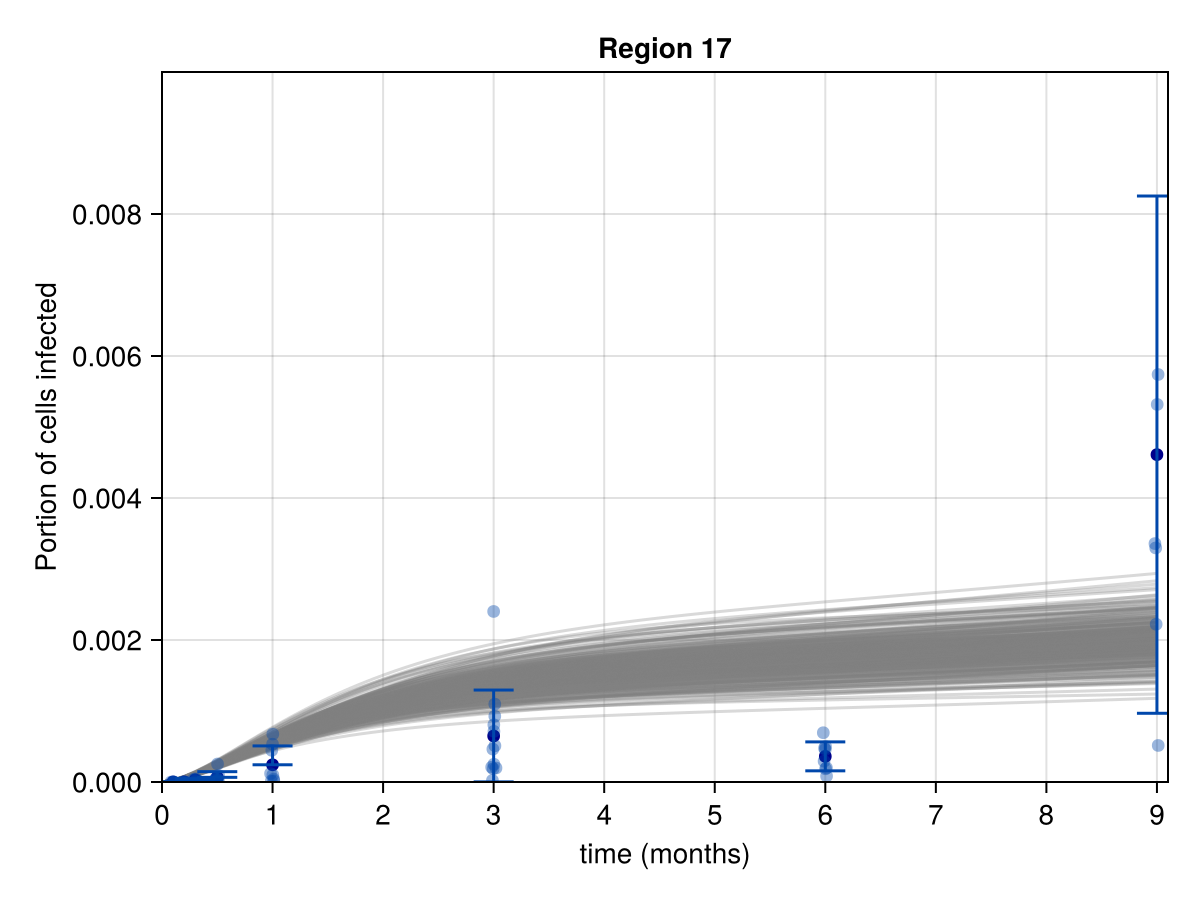 Region 17
0.008
0.006
0.004
0.002
0.000
Portion of cells infected
0 1 2 3 4 5 6 7 8 9
time (months)